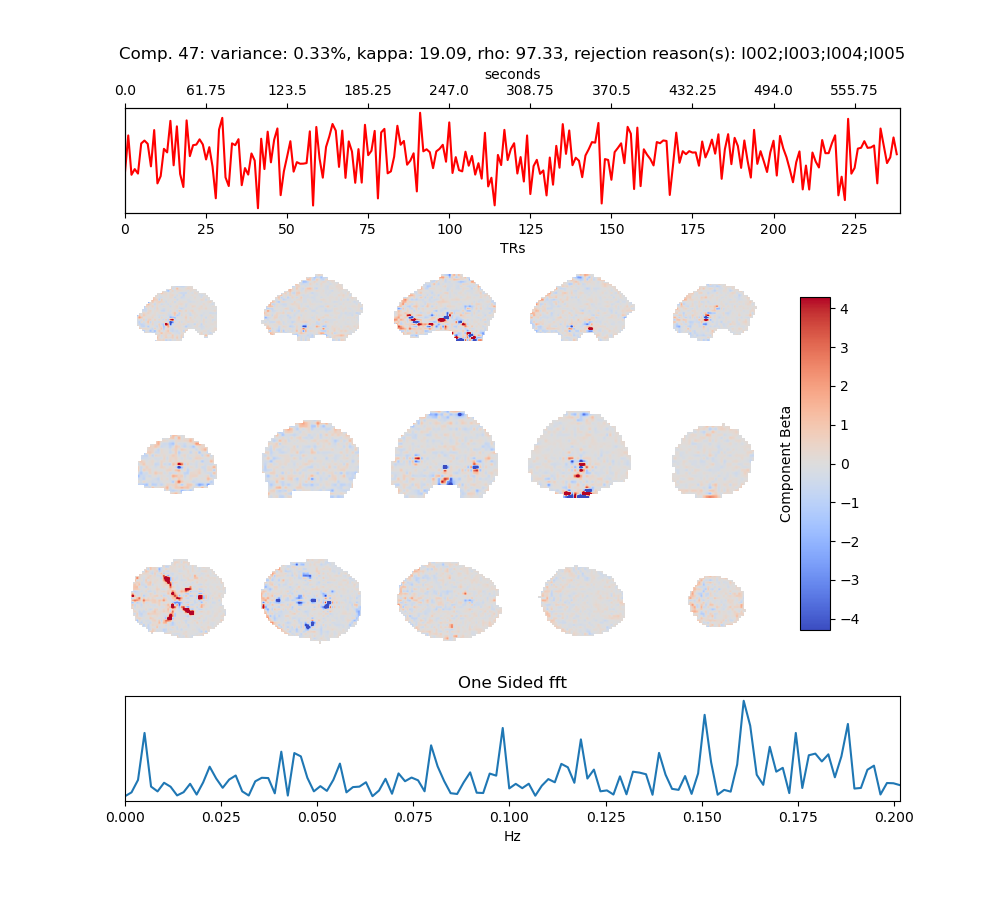 Comp. 47: variance: 0.33%, kappa: 19.09, rho: 97.33, rejection reason(s): I002;I003;I004;I005
seconds
0.0 61.75 123.5 185.25 247.0 308.75 370.5 432.25 494.0 555.75
0 25 50 75 100 125 150 175 200 225
TRs
4
3
2
1
0
−1
−2
−3
−4
Component Beta
One Sided fft
0.000 0.025 0.050 0.075 0.100 0.125 0.150 0.175 0.200
Hz